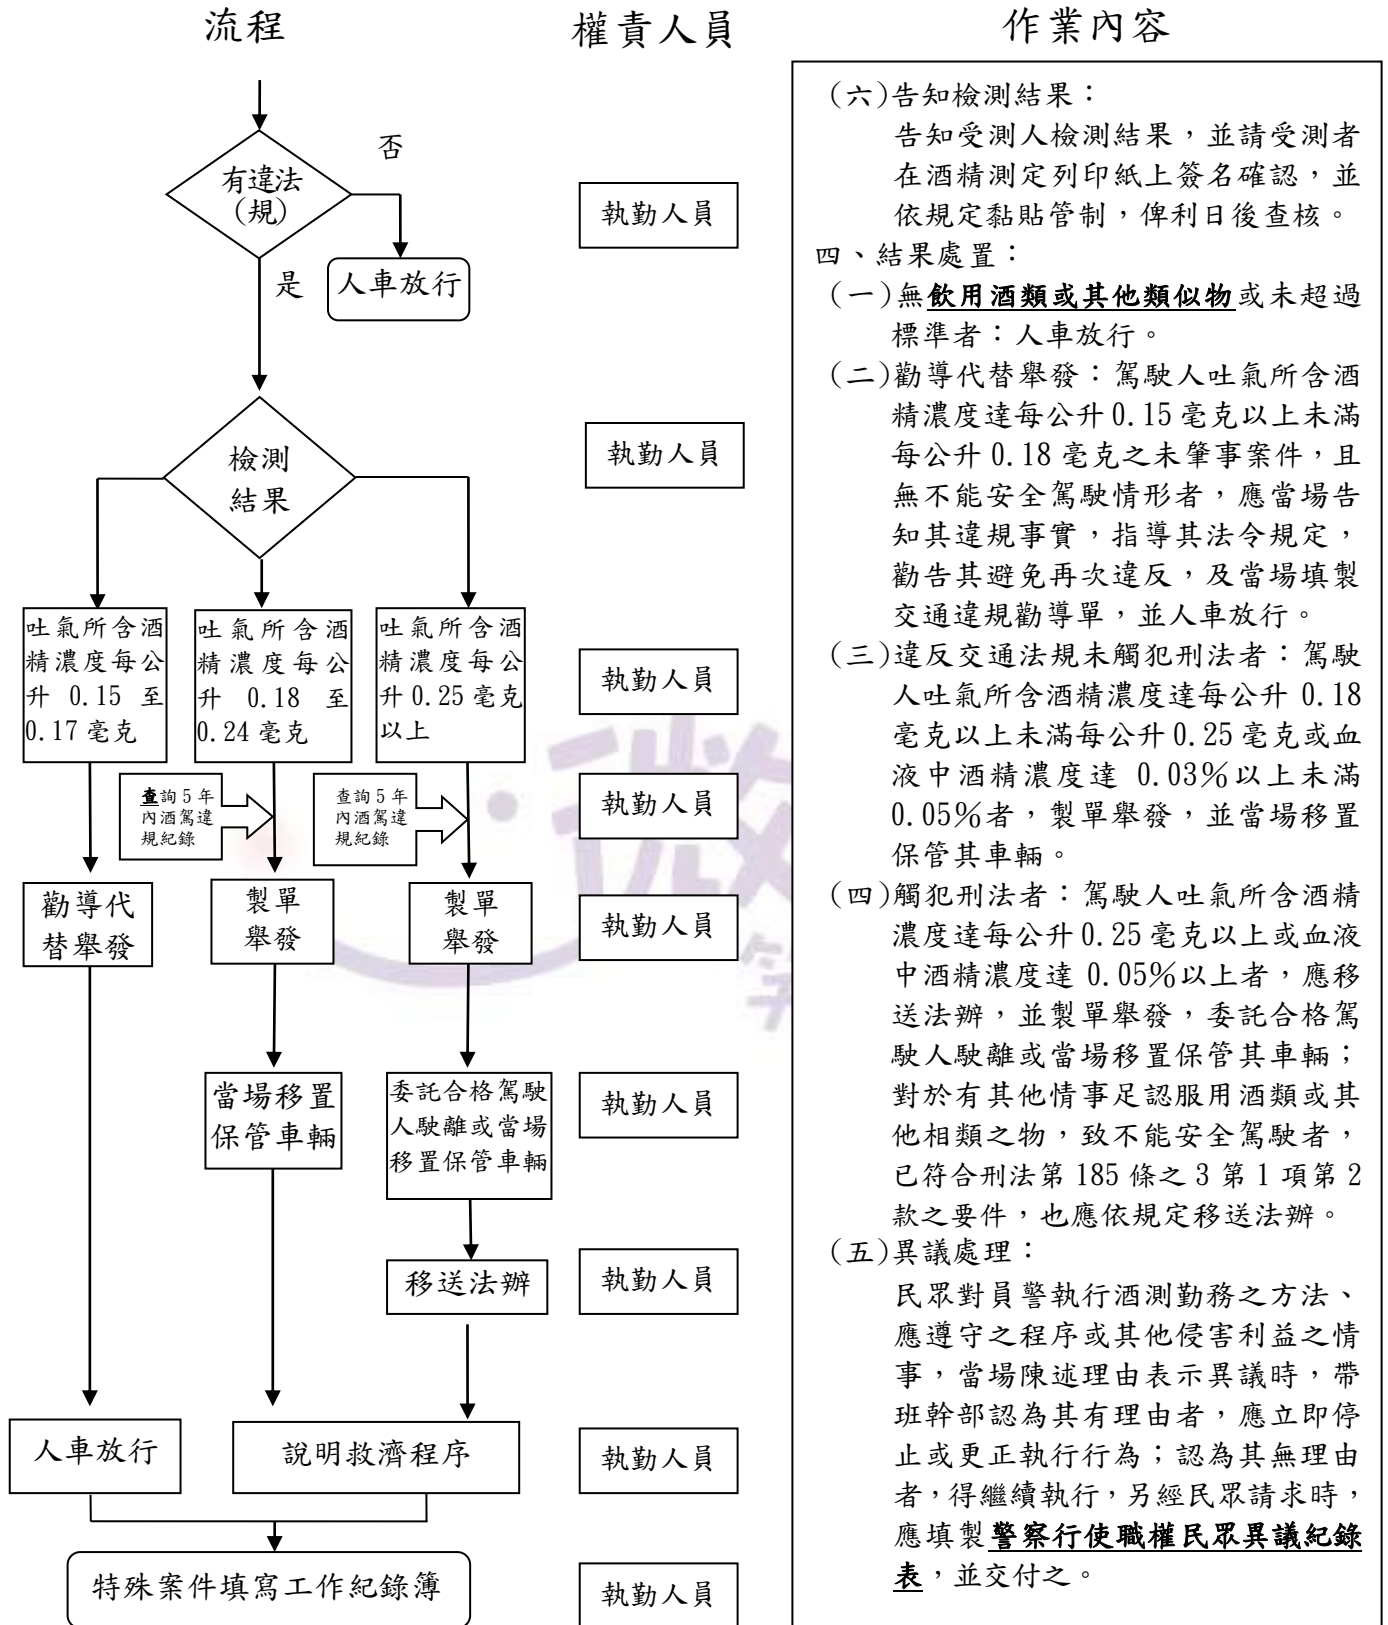 流程
權責人員
作業內容
有違法
(規)
否
是
人車放行
執勤人員
檢測
結果
執勤人員
吐氣所含酒
精濃度每公
升 0.15 至
0.17 毫克
吐氣所含酒
精濃度每公
升 0.18 至
0.24 毫克
吐氣所含酒
精濃度每公
升 0.25 毫克
以上
執勤人員
查詢 5 年
內酒駕違
規紀錄
查詢 5 年
內酒駕違
規紀錄
執勤人員
勸導代
替舉發
製單
舉發
製單
舉發
執勤人員
當場移置
保管車輛
委託合格駕駛
人駛離或當場
移置保管車輛
執勤人員
移送法辦
執勤人員
人車放行
說明救濟程序
執勤人員
特殊案件填寫工作紀錄簿
執勤人員
(六)告知檢測結果：
告知受測人檢測結果，並請受測者
在酒精測定列印紙上簽名確認，並
依規定黏貼管制，俾利日後查核。
四、結果處置：
(一)無飲用酒類或其他類似物或未超過
標準者：人車放行。
(二)勸導代替舉發：駕駛人吐氣所含酒
精濃度達每公升 0.15 毫克以上未滿
每公升 0.18 毫克之未肇事案件，且
無不能安全駕駛情形者，應當場告
知其違規事實，指導其法令規定，
勸告其避免再次違反，及當場填製
交通違規勸導單，並人車放行。
(三)違反交通法規未觸犯刑法者：駕駛
人吐氣所含酒精濃度達每公升 0.18
毫克以上未滿每公升 0.25 毫克或血
液中酒精濃度達 0.03%以上未滿
0.05%者，製單舉發，並當場移置
保管其車輛。
(四)觸犯刑法者：駕駛人吐氣所含酒精
濃度達每公升 0.25 毫克以上或血液
中酒精濃度達 0.05%以上者，應移
送法辦，並製單舉發，委託合格駕
駛人駛離或當場移置保管其車輛；
對於有其他情事足認服用酒類或其
他相類之物，致不能安全駕駛者，
已符合刑法第 185 條之 3 第 1 項第 2
款之要件，也應依規定移送法辦。
(五)異議處理：
民眾對員警執行酒測勤務之方法、
應遵守之程序或其他侵害利益之情
事，當場陳述理由表示異議時，帶
班幹部認為其有理由者，應立即停
止或更正執行行為；認為其無理由
者，得繼續執行，另經民眾請求時，
應填製警察行使職權民眾異議紀錄
表，並交付之。